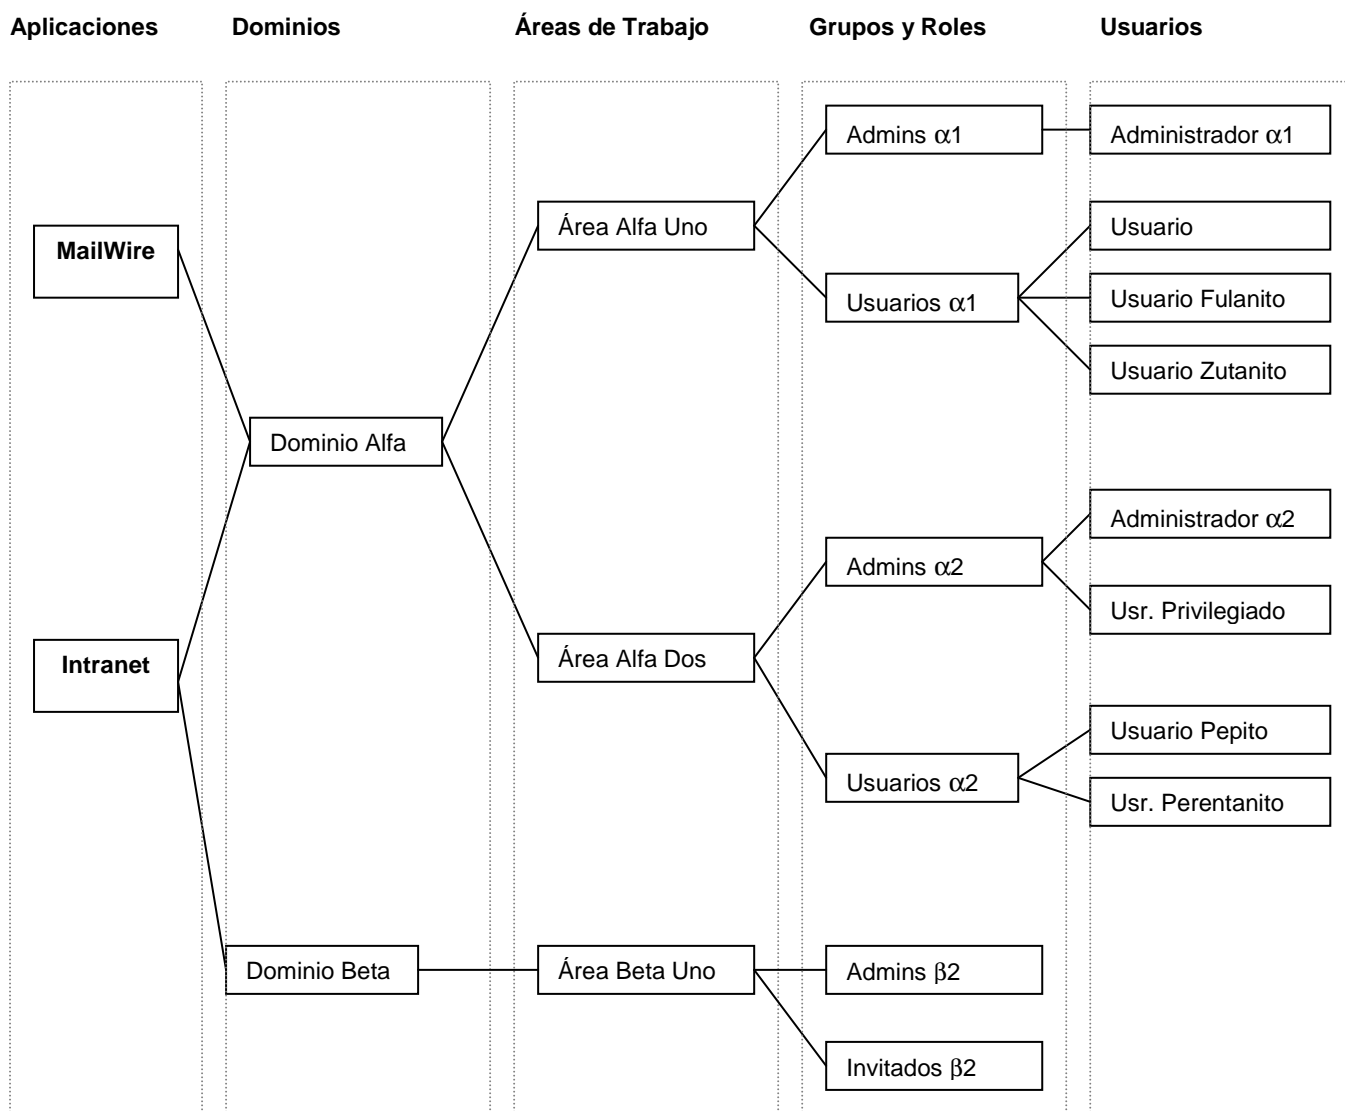 Aplicaciones
Dominios
Áreas de Trabajo
Grupos y Roles
Usuarios
Admins α1
Administrador α1
MailWire
Área Alfa Uno
Usuario
Usuarios α1
Usuario Fulanito
Usuario Zutanito
Dominio Alfa
Administrador α2
Admins α2
Usr. Privilegiado
Intranet
Área Alfa Dos
Usuario Pepito
Usuarios α2
Usr. Perentanito
Dominio Beta
Área Beta Uno
Admins β2
Invitados β2